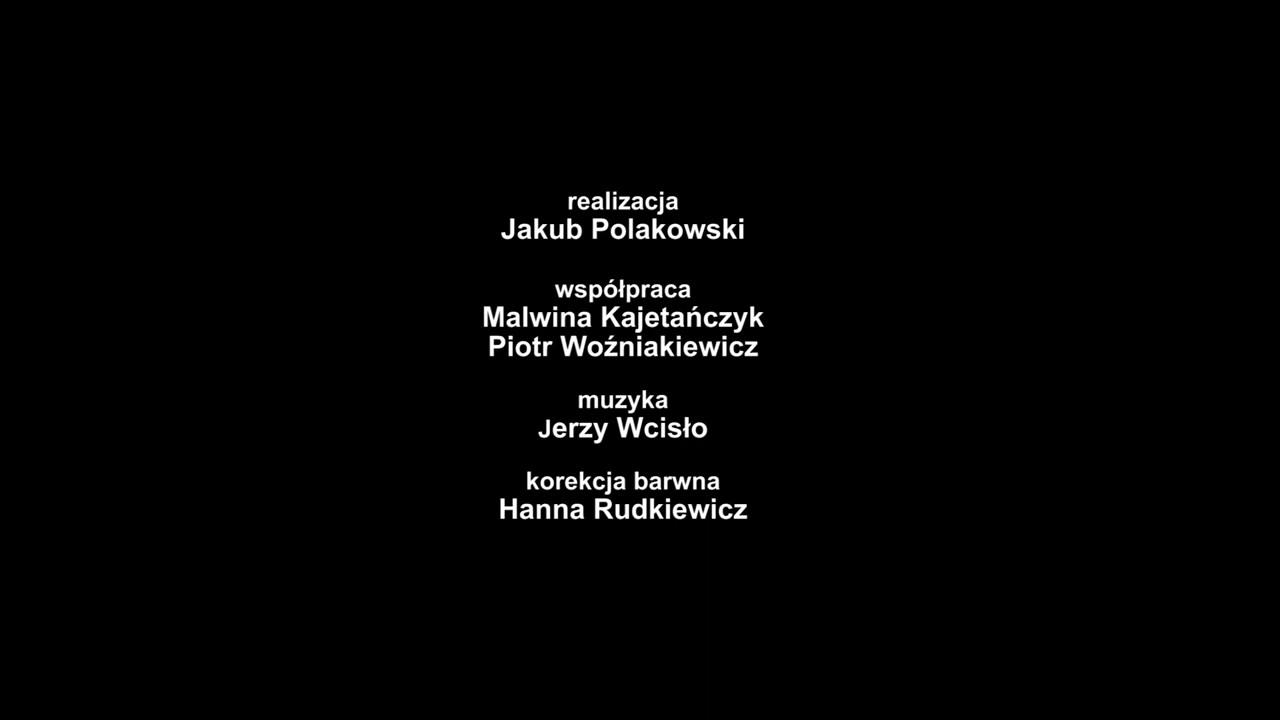 realizacja
Jakub Polakowski
współpraca
Malwina Kajetańczyk
Piotr Woźniakiewicz
muzyka
Jerzy Wcisło
korekcja barwna
Hanna Rudkiewicz